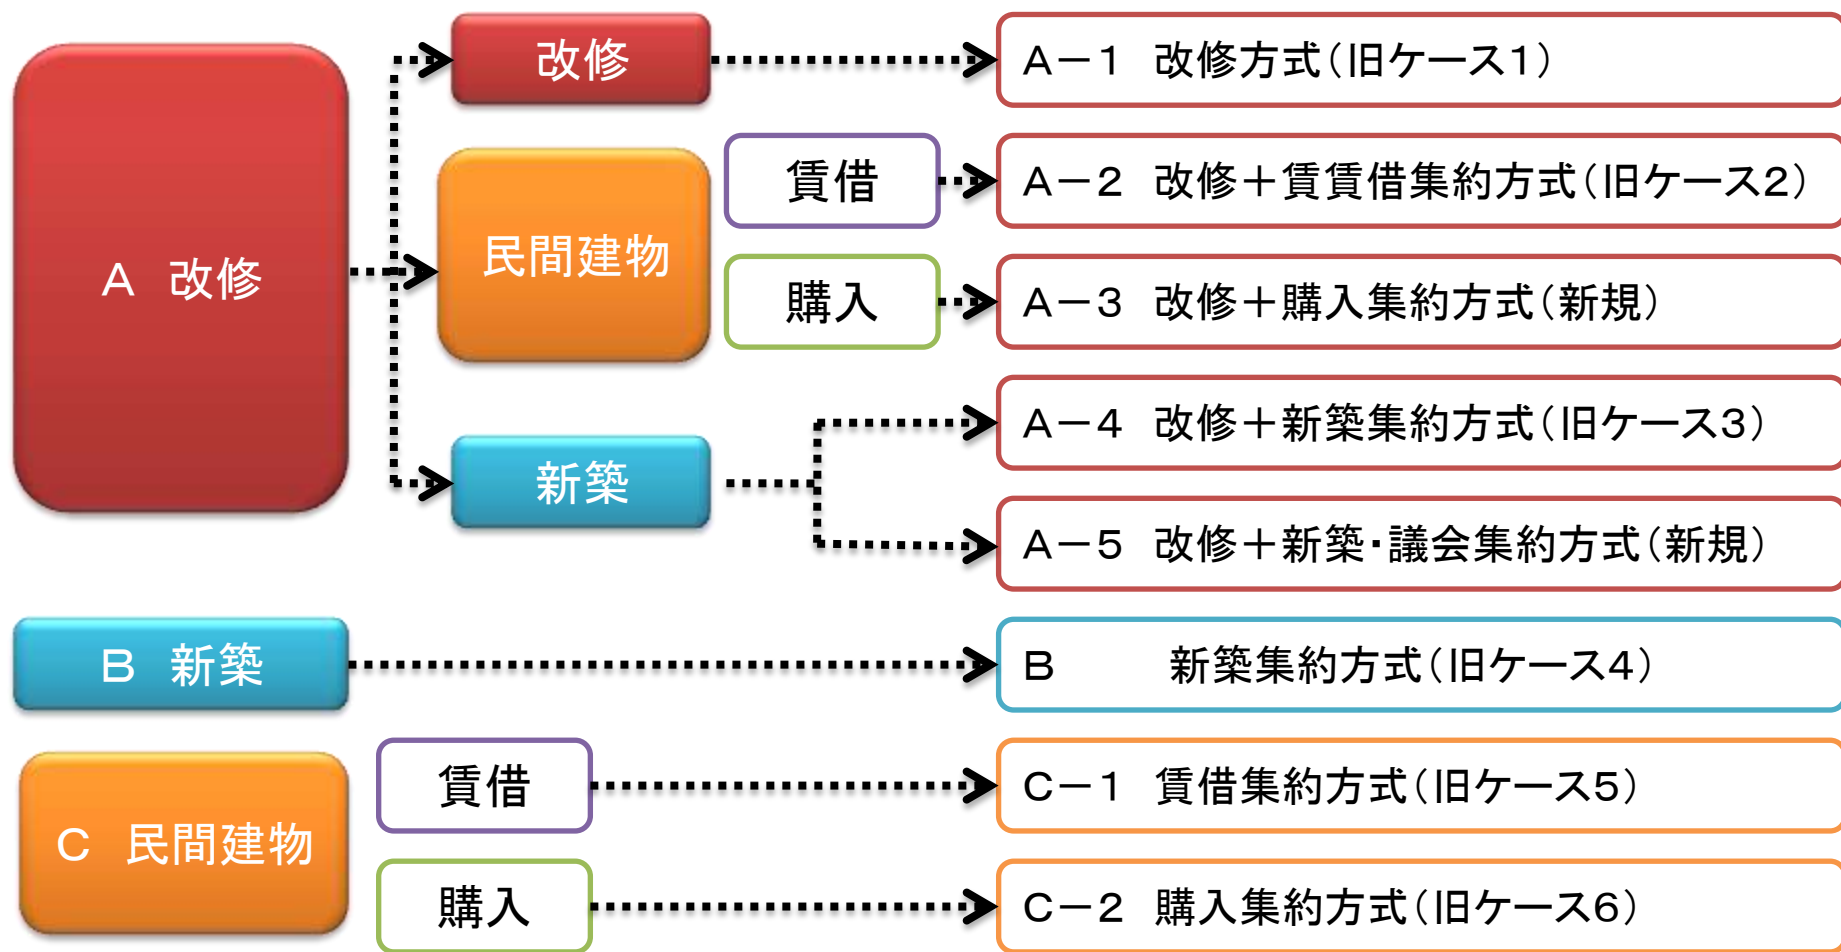 A 改修
改修
A-1 改修方式(旧ケース1)
民間建物
賃借
A-2 改修+賃賃借集約方式(旧ケース2)
購入
A-3 改修+購入集約方式(新規)
新築
A-4 改修+新築集約方式(旧ケース3)
A-5 改修+新築・議会集約方式(新規)
B 新築
B 新築集約方式(旧ケース4)
C 民間建物
賃借
C-1 賃借集約方式(旧ケース5)
購入
C-2 購入集約方式(旧ケース6)